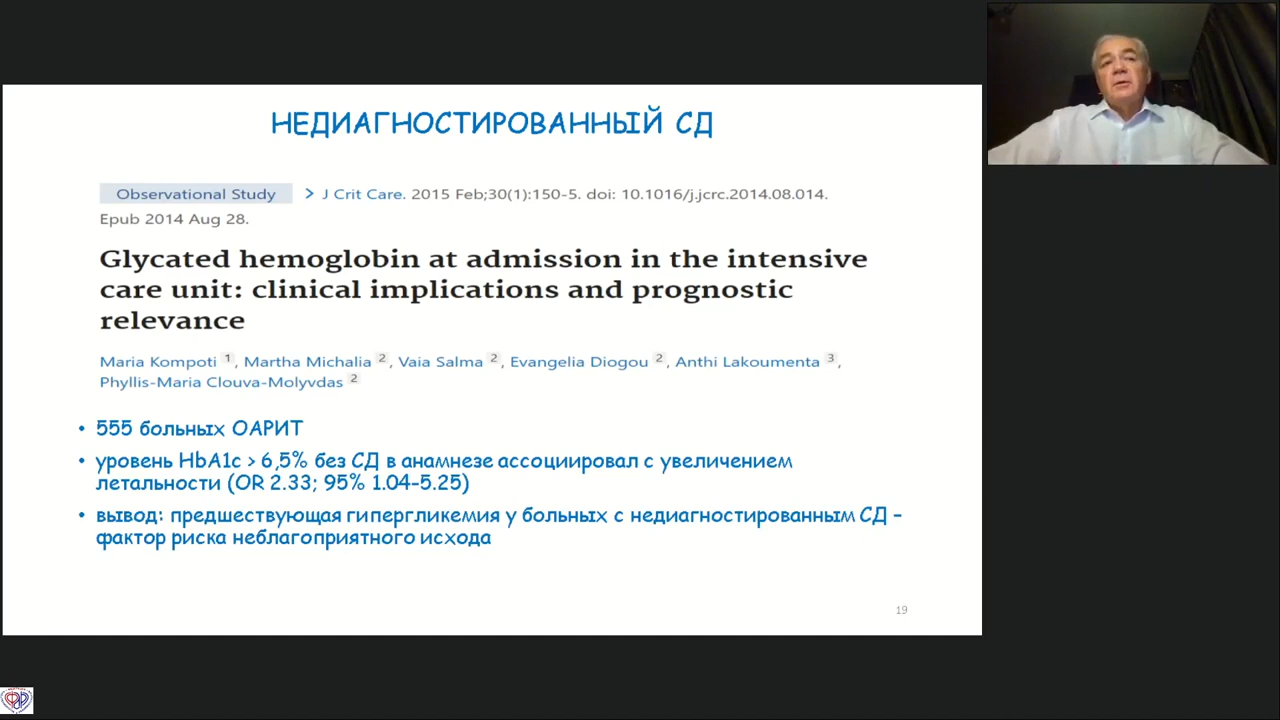 НЕДИАГНОСТИРОВАННЫЙ СД
Observational Study > J Crit Care. 2015 Feb;30(1):150-5. doi: 10.1016/j.jcrc.2014.08.014.
Epub 2014 Aug 28.
Glycated hemoglobin at admission in the intensive
care unit: clinical implications and prognostic
relevance
Maria Kompoti 1, Martha Michalia 2, Vaia Salma 2, Evangelia Diogou 2, Anthi Lakoumenta 3,
Phyllis-Maria Clouva-Molyvdas 2
• 555 больных ОАРИТ
• уровень HbA1c > 6,5% без СД в анамнезе ассоциировал с увеличением
летальности (OR 2.33; 95% 1.04-5.25)
• вывод: предшествующая гипергликемия у больных с недиагностированным СД –
фактор риска неблагоприятного исхода
19